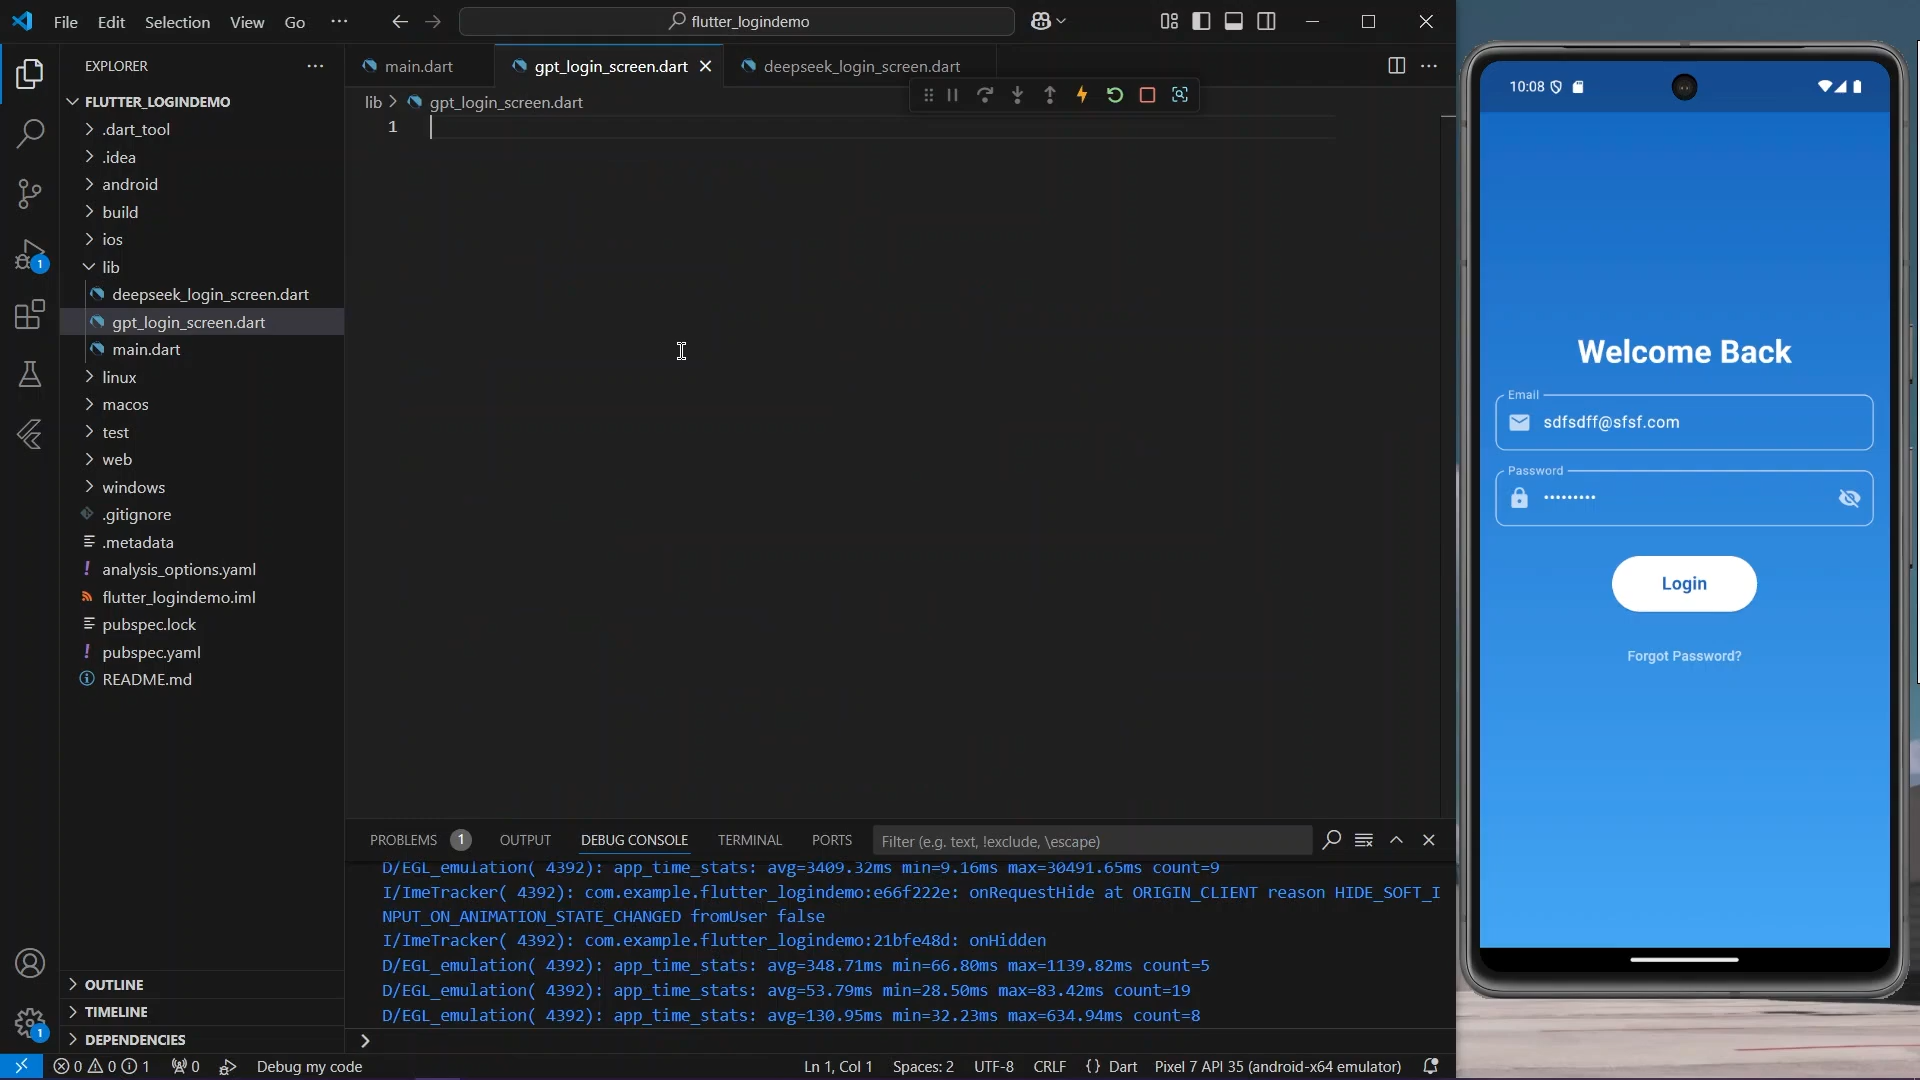 File Edit Selection View Go ···
flutter_logindemo
EXPLORER
FLUTTER_LOGINDEMO
.dart_tool
.idea
android
build
ios
lib
deepseek_login_screen.dart
gpt_login_screen.dart
main.dart
linux
macos
test
web
windows
.gitignore
.metadata
analysis_options.yaml
flutter_logindemo.iml
pubspec.lock
pubspec.yaml
README.md
OUTLINE
TIMELINE
DEPENDENCIES
1
1
main.dart gpt_login_screen.dart deepseek_login_screen.dart
lib > gpt_login_screen.dart
1
PROBLEMS 1 OUTPUT DEBUG CONSOLE TERMINAL PORTS Filter (e.g. text, !exclude, \escape)
D/EGL_emulation( 4392): app_time_stats: avg=3409.32ms min=9.16ms max=30491.65ms count=9
I/ImeTracker( 4392): com.example.flutter_logindemo:e66f222e: onRequestHide at ORIGIN_CLIENT reason HIDE_SOFT_I
NPUT_ON_ANIMATION_STATE_CHANGED fromUser false
I/ImeTracker( 4392): com.example.flutter_logindemo:21bfe48d: onHidden
D/EGL_emulation( 4392): app_time_stats: avg=348.71ms min=66.80ms max=1139.82ms count=5
D/EGL_emulation( 4392): app_time_stats: avg=53.79ms min=28.50ms max=83.42ms count=19
D/EGL_emulation( 4392): app_time_stats: avg=130.95ms min=32.23ms max=634.94ms count=8
0 0 1 0 Debug my code Ln 1, Col 1 Spaces: 2 UTF-8 CRLF {} Dart Pixel 7 API 35 (android-x64 emulator)
10:08
Welcome Back
Email
sdfsdff@sfsf.com
Password
•••••••••
Login
Forgot Password?